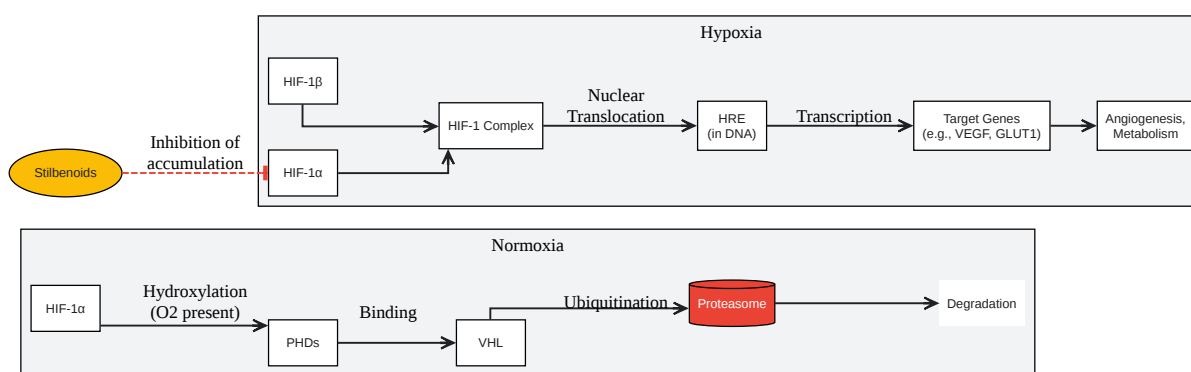 Hypoxia
HIF-1β
HIF-1 Complex
Nuclear
Translocation
HRE
(in DNA)
Transcription
Target Genes
(e.g., VEGF, GLUT1)
Angiogenesis,
Metabolism
Inhibition of
accumulation
Stilbenoids
HIF-1α
Normoxia
HIF-1α
Hydroxylation
(O2 present)
PHDs
Binding
VHL
Ubiquitination
Proteasome
Degradation